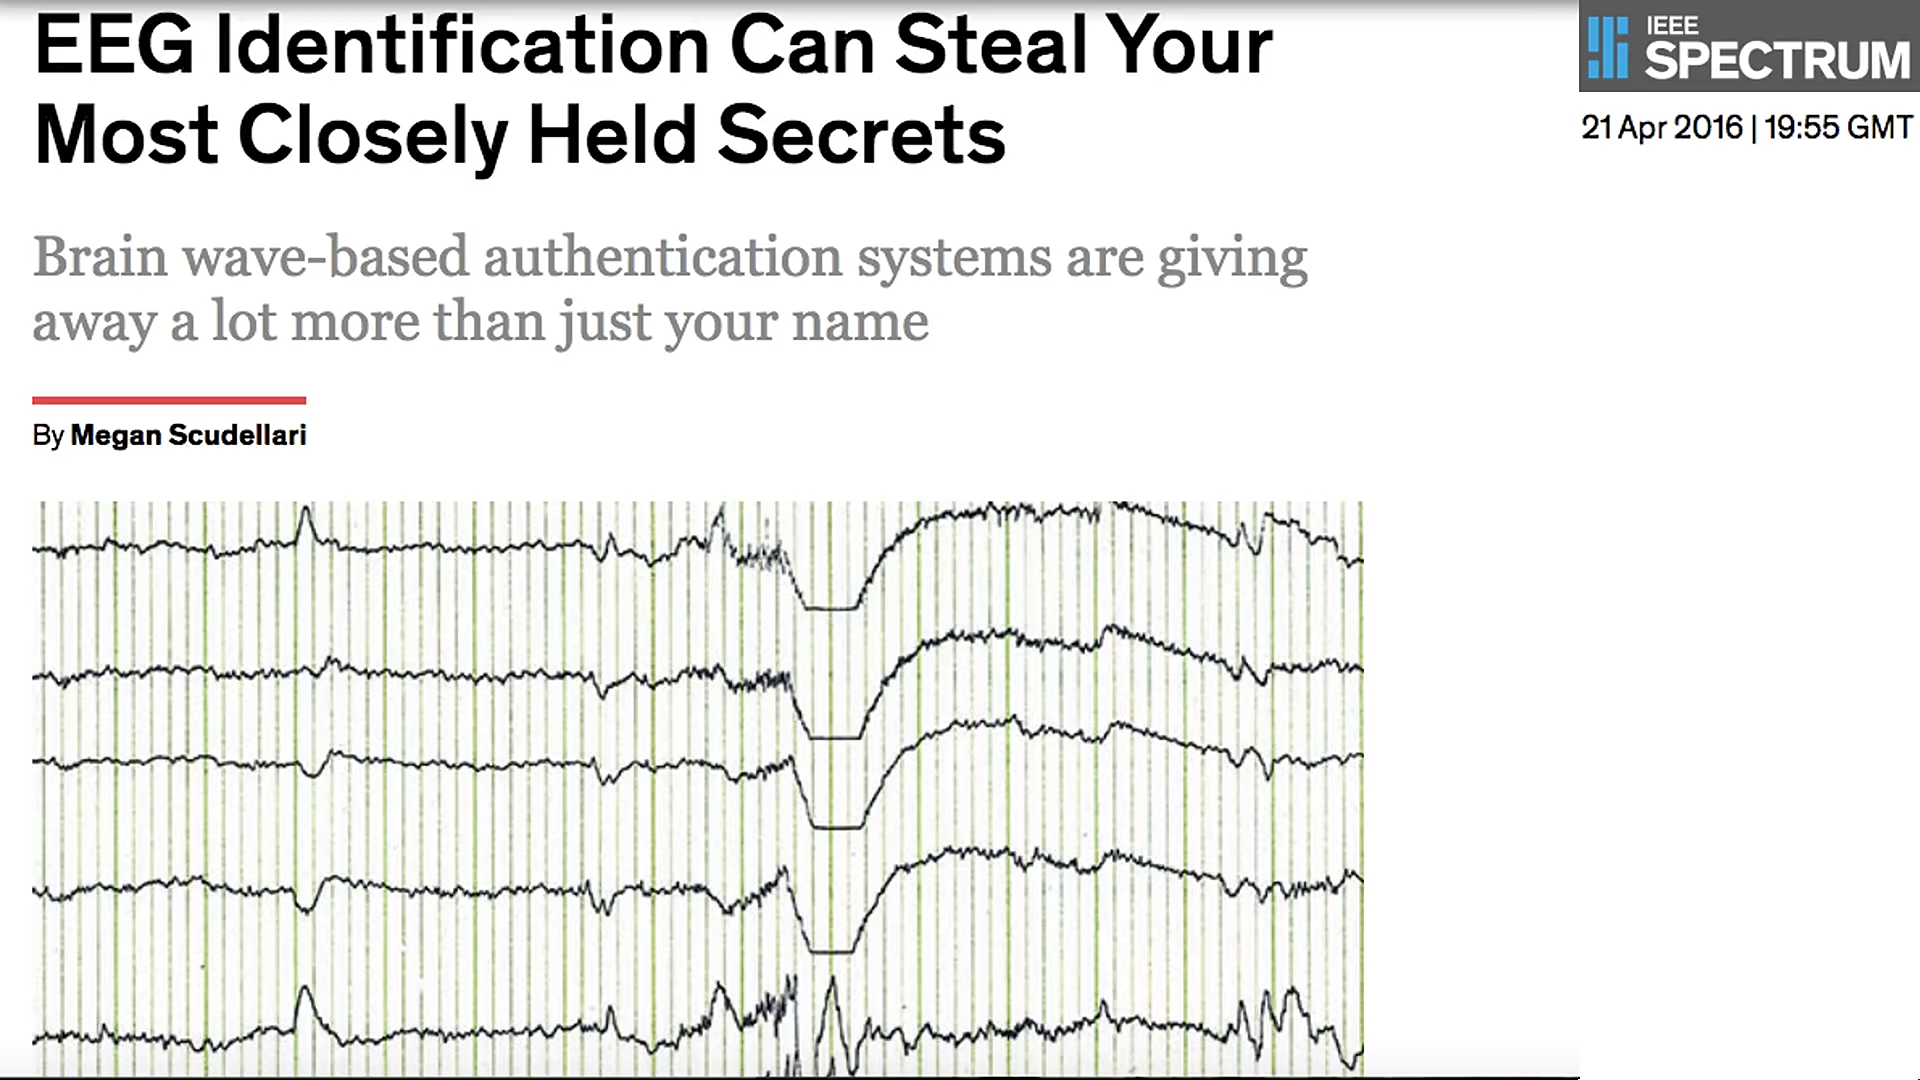 EEG Identification Can Steal Your
Most Closely Held Secrets
IEEE
SPECTRUM
21 Apr 2016 | 19:55 GMT
Brain wave-based authentication systems are giving
away a lot more than just your name
By Megan Scudellari